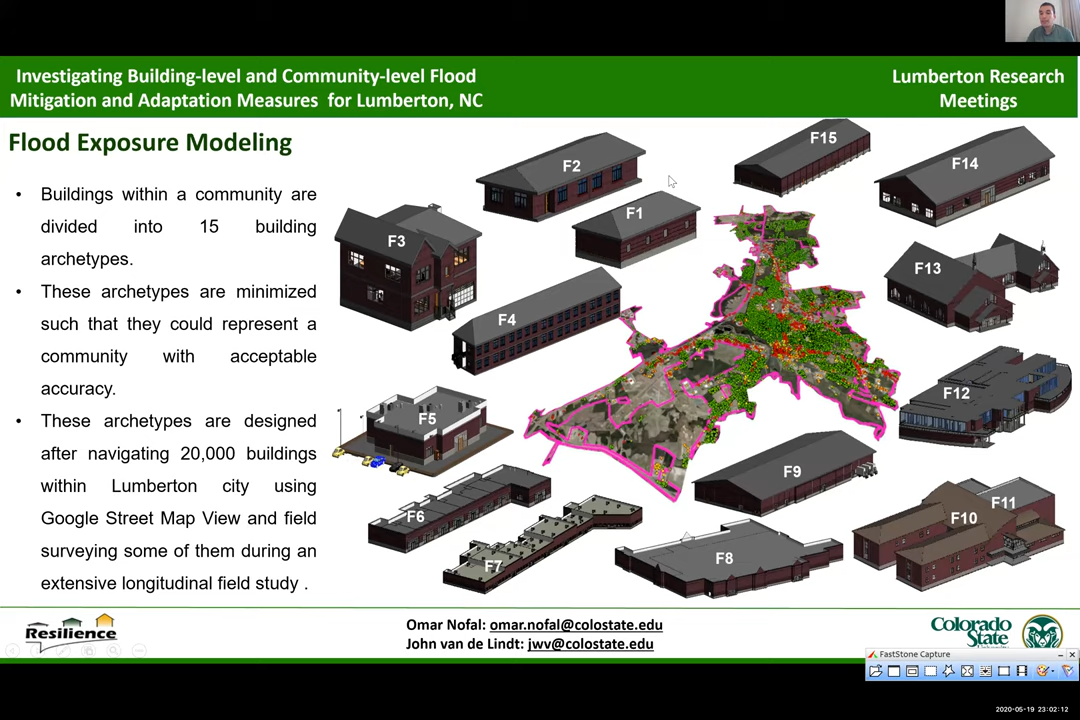 Investigating Building-level and Community-level Flood
Mitigation and Adaptation Measures for Lumberton, NC
Lumberton Research
Meetings
Flood Exposure Modeling
• Buildings within a community are
divided into 15 building
archetypes.
• These archetypes are minimized
such that they could represent a
community with acceptable
accuracy.
• These archetypes are designed
after navigating 20,000 buildings
within Lumberton city using
Google Street Map View and field
surveying some of them during an
extensive longitudinal field study .
F15
F2
F14
F1
F3
F13
F4
F12
F5
F9
F11
F6
F10
F8
F7
Resilience
Omar Nofal: omar.nofal@colostate.edu
John van de Lindt: jwv@colostate.edu
Colorado
State
FastStone Capture
2020-05-19 23:02:12